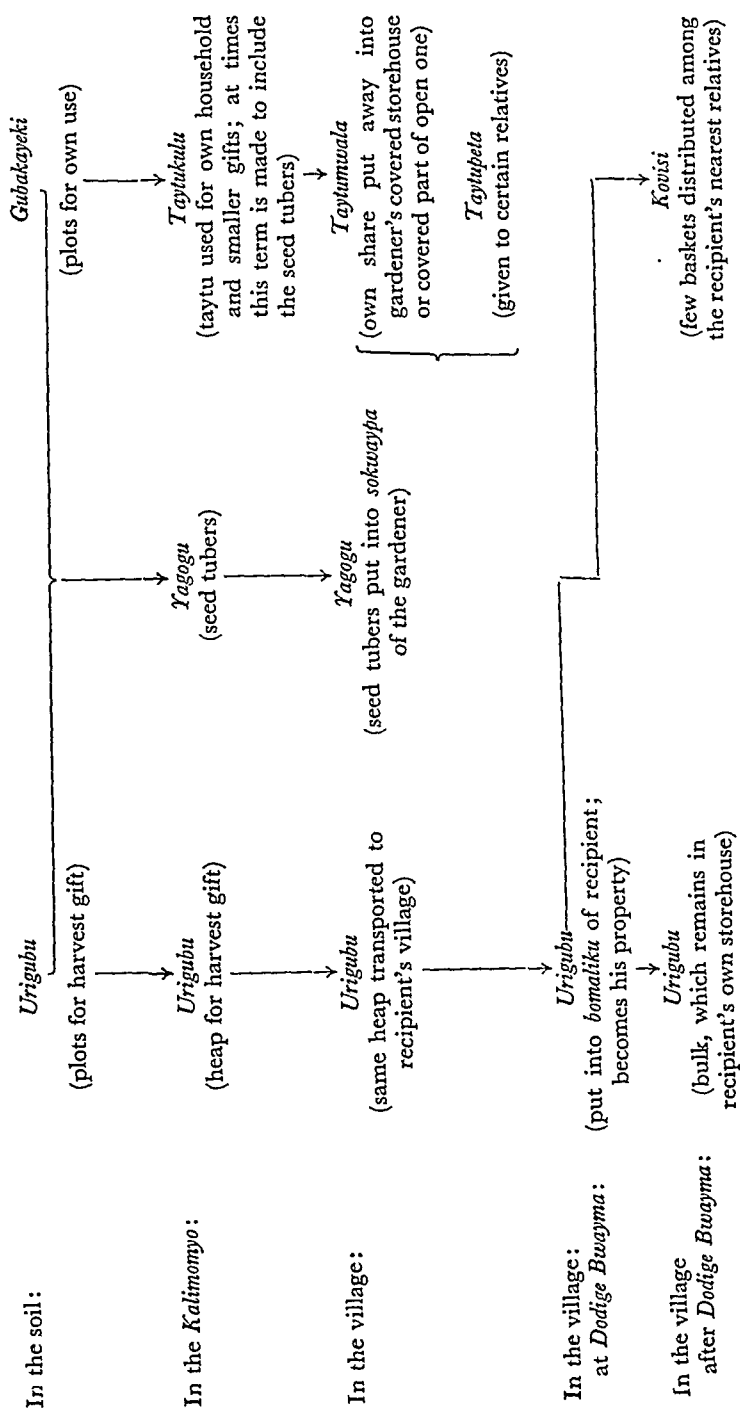 In the soil:
Urigubu
(plots for harvest gift)
Gubakayeki
(plots for own use)
In the Kalimomyo:
Urigubu
(heap for harvest gift)
Yagogu
(seed tubers)
Taytukulu
(taytu used for own household
and smaller gifts; at times
this term is made to include
the seed tubers)
In the village:
Urigubu
(same heap transported to
recipient's village)
Yagogu
(seed tubers put into sokwaypa
of the gardener)
Taytumwala
(own share put away into
gardener's covered storehouse
or covered part of open one)
Taytupeta
(given to certain relatives)
In the village:
at Dodige Bwayma:
Urigubu
(put into bomaliku of recipient;
becomes his property)
In the village
after Dodige Bwayma:
Urigubu
(bulk, which remains in
recipient's own storehouse)
Kovisi
(few baskets distributed among
the recipient's nearest relatives)